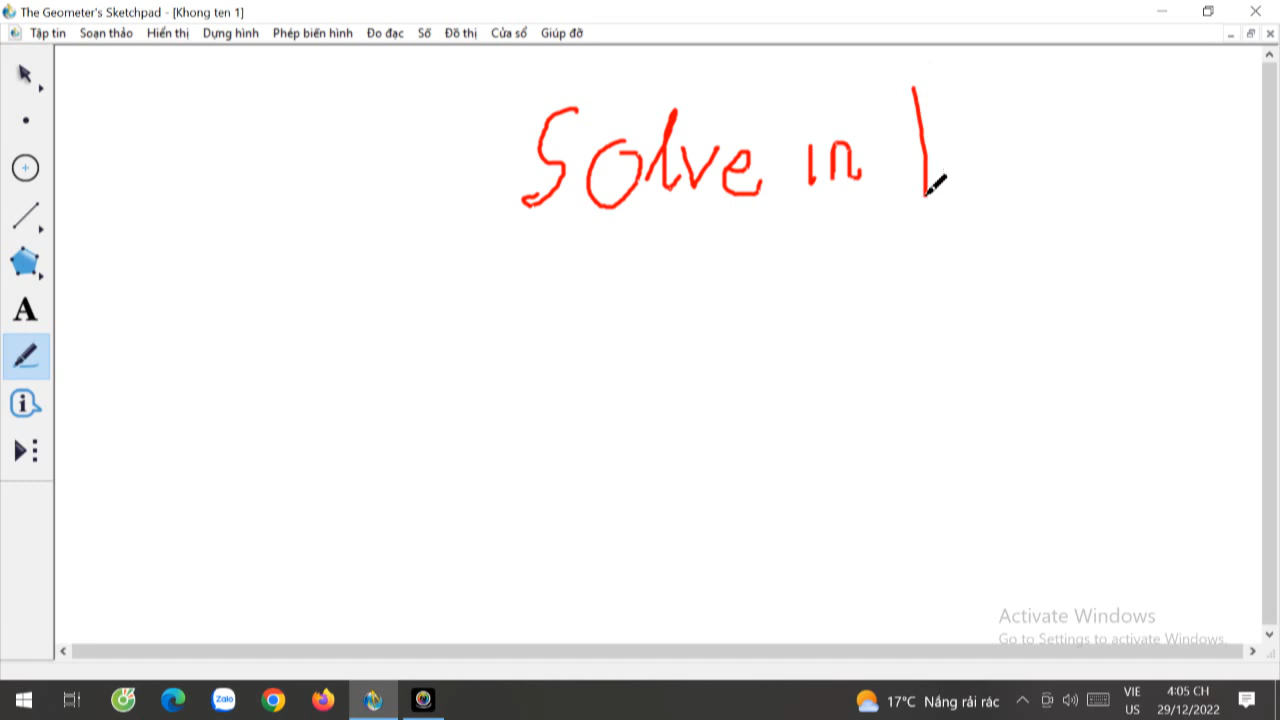 The Geometer's Sketchpad - [Khong ten 1]
Tập tin Soạn thảo Hiển thị Dựng hình Phép biến hình Đo đạc Số Đồ thị Cửa sổ Giúp đỡ
Solve in
A
Activate Windows
Go to Settings to activate Windows.
Zalo
17°C Nắng rải rác
VIE
US
4:05 CH
29/12/2022